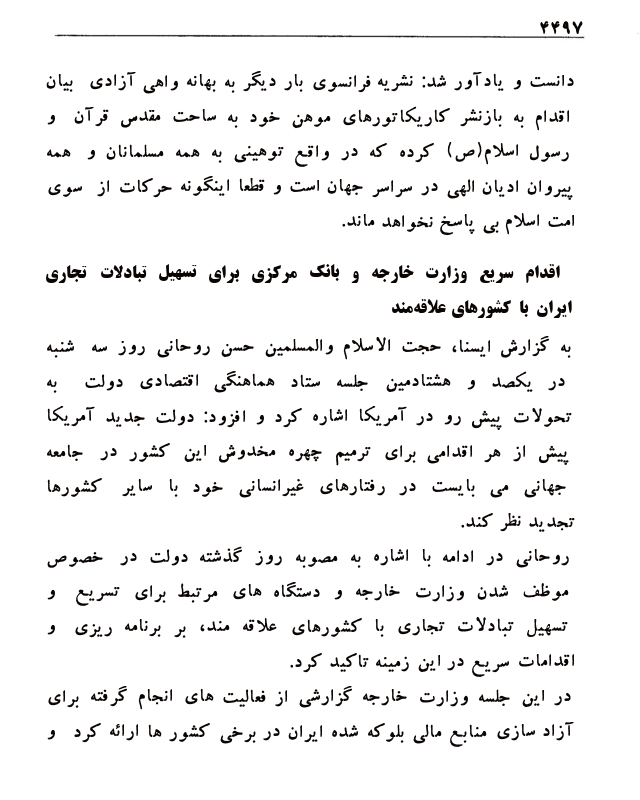 ۴۴۹۷
دانست و یادآور شد: نشریه فرانسوی بار دیگر به بهانه واهی آزادی بیان
اقدام به بازنشر کاریکاتورهای موهن خود به ساحت مقدس قرآن و
رسول اسلام(ص) کرده که در واقع توهینی به همه مسلمانان و همه
پیروان ادیان الهی در سراسر جهان است و قطعا اینگونه حرکات از سوی
امت اسلام بی پاسخ نخواهد ماند.
اقدام سریع وزارت خارجه و بانک مرکزی برای تسهیل تبادلات تجاری
ایران با کشورهای علاقه‌مند
به گزارش ایسنا، حجت الاسلام والمسلمین حسن روحانی روز سه شنبه
در یکصد و هشتادمین جلسه ستاد هماهنگی اقتصادی دولت به
تحولات پیش رو در آمریکا اشاره کرد و افزود: دولت جدید آمریکا
پیش از هر اقدامی برای ترمیم چهره مخدوش این کشور در جامعه
جهانی می بایست در رفتارهای غیرانسانی خود با سایر کشورها
تجدید نظر کند.
روحانی در ادامه با اشاره به مصوبه روز گذشته دولت در خصوص
موظف شدن وزارت خارجه و دستگاه های مرتبط برای تسریع و
تسهیل تبادلات تجاری با کشورهای علاقه مند، بر برنامه ریزی و
اقدامات سریع در این زمینه تاکید کرد.
در این جلسه وزارت خارجه گزارشی از فعالیت های انجام گرفته برای
آزاد سازی منابع مالی بلوکه شده ایران در برخی کشور ها ارائه کرد و